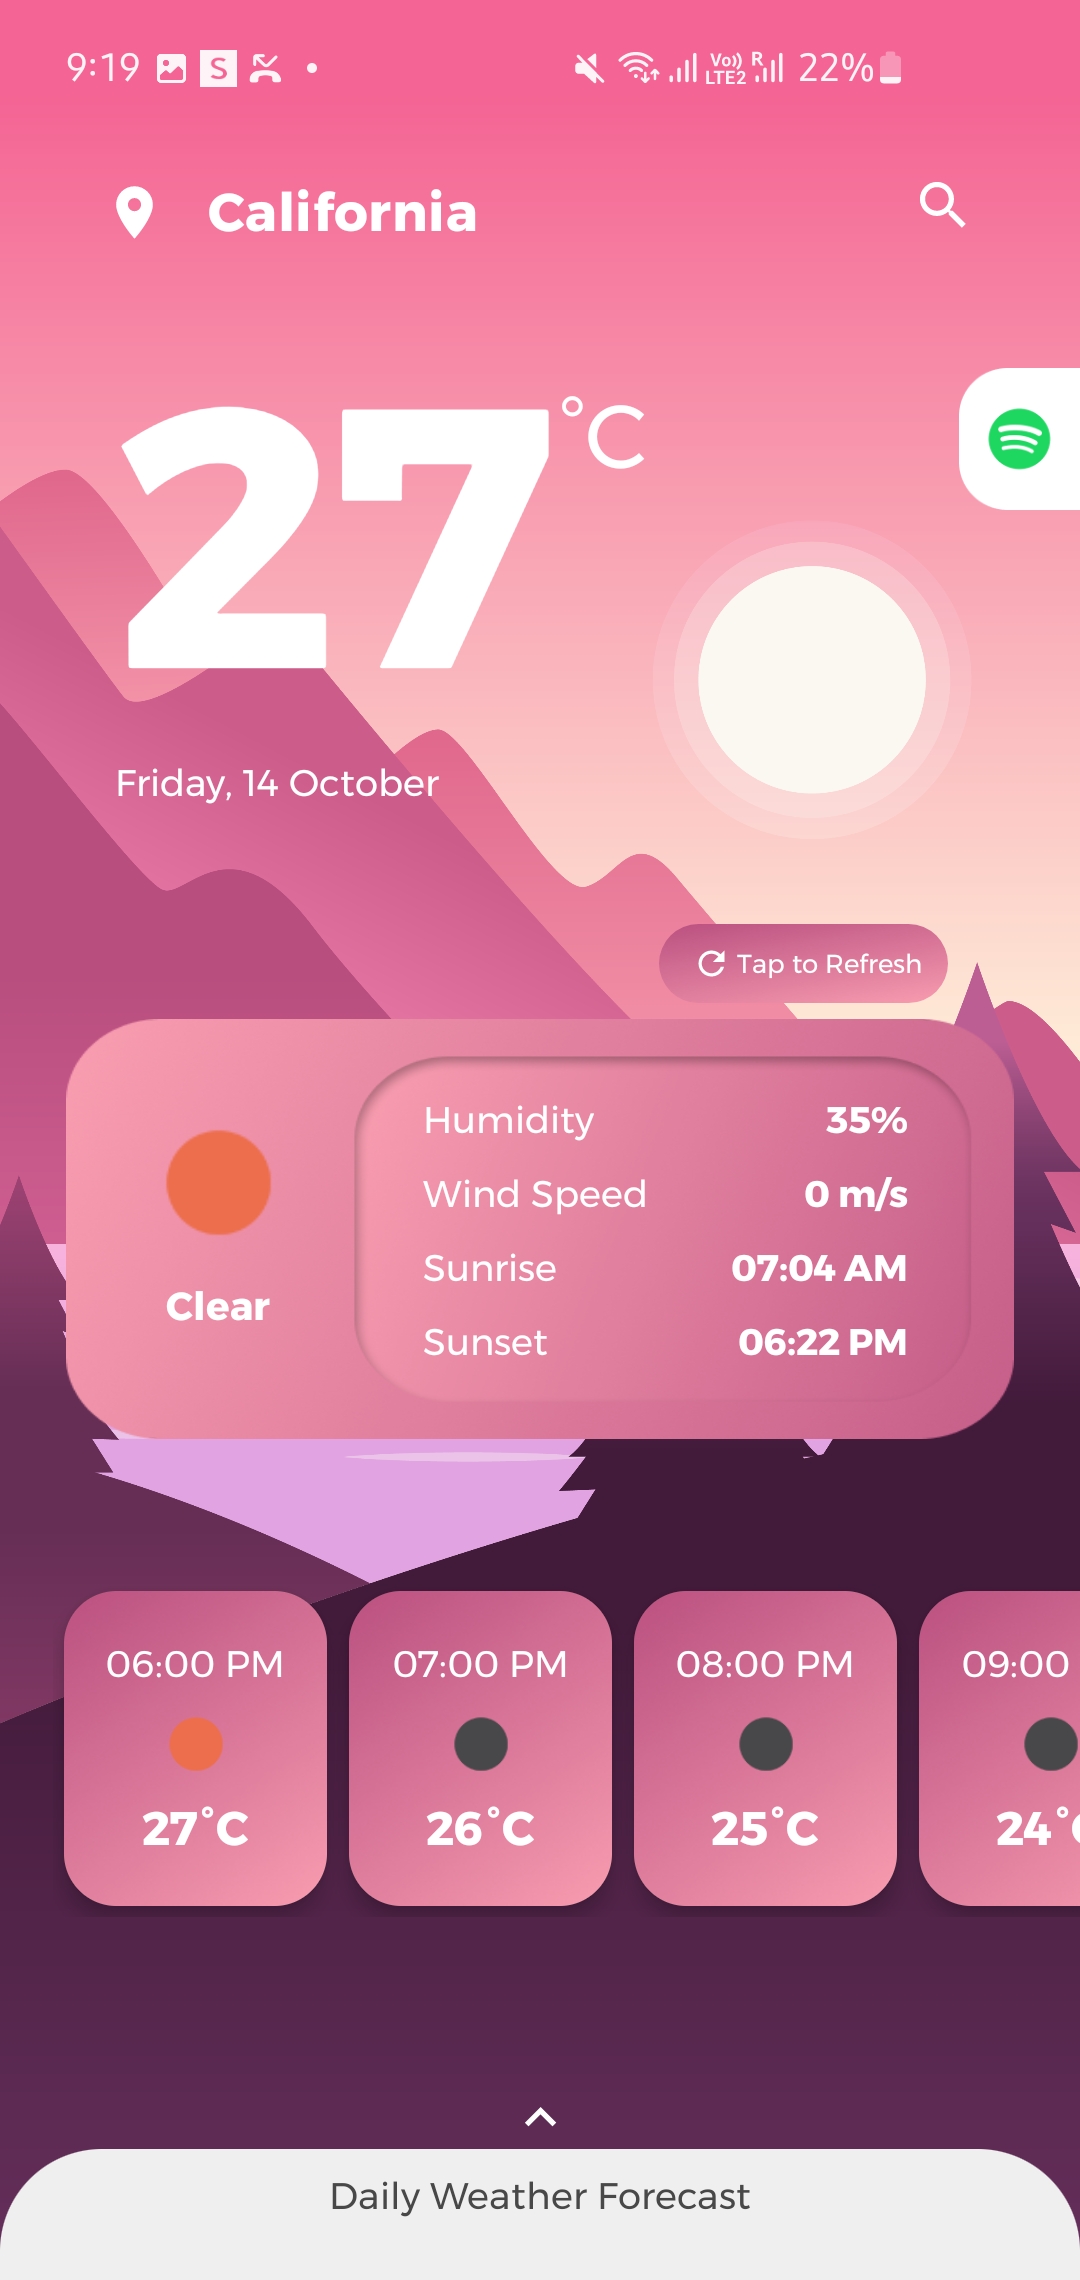 9:19 S Vo)) LTE2 R 22%
California
27°C
Friday, 14 October
Tap to Refresh
Humidity 35%
Wind Speed 0 m/s
Sunrise 07:04 AM
Sunset 06:22 PM
Clear
06:00 PM 07:00 PM 08:00 PM 09:00
27°C 26°C 25°C 24°C
Daily Weather Forecast